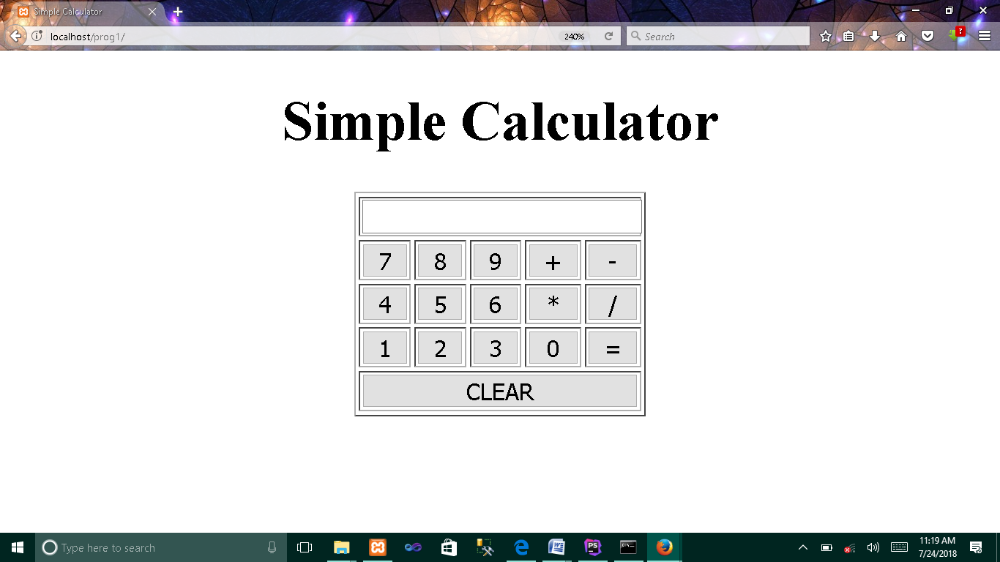 Simple Calculator
localhost/prog1/ 240% Search
Simple Calculator
7 8 9 + -
4 5 6 * /
1 2 3 0 =
CLEAR
Type here to search
11:19 AM
7/24/2018